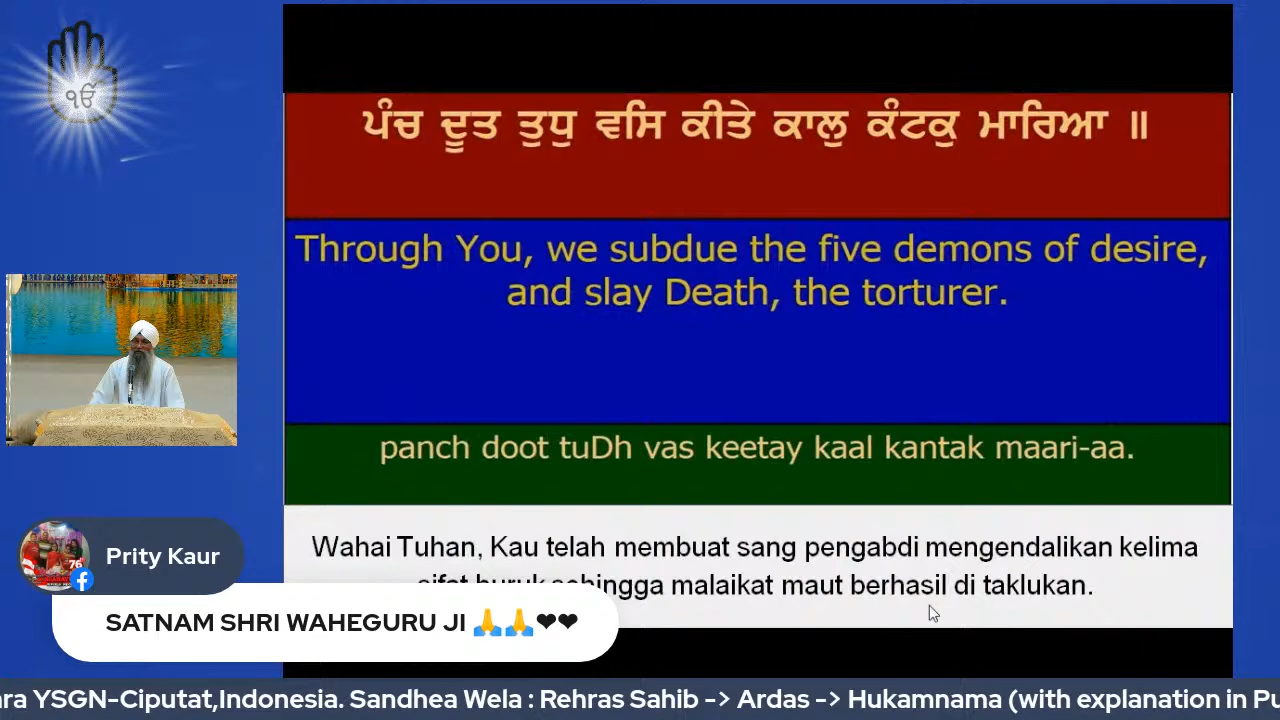 ੴ
ਪੰਚ ਦੂਤ ਤੁਧੁ ਵਸਿ ਕੀਤੇ ਕਾਲੁ ਕੰਟਕੁ ਮਾਰਿਆ ॥
Through You, we subdue the five demons of desire,
and slay Death, the torturer.
panch doot tuDh vas keetay kaal kantak maari-aa.
Wahai Tuhan, Kau telah membuat sang pengabdi mengendalikan kelima
malaikat maut berhasil di taklukan.
Prity Kaur
76
SATNAM SHRI WAHEGURU JI 🙏🙏❤❤
YSGN-Ciputat,Indonesia. Sandhea Wela : Rehras Sahib -> Ardas -> Hukamnama (with explanation in